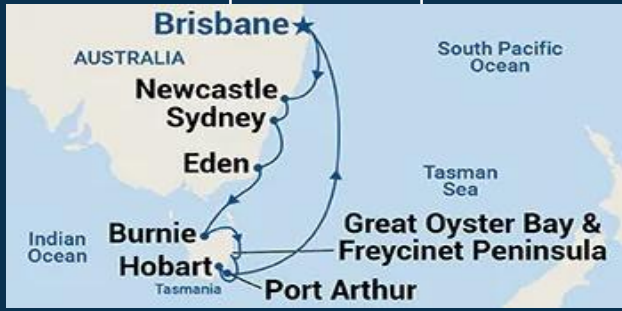 Brisbane
AUSTRALIA
South Pacific
Ocean
Newcastle
Sydney
Eden
Tasman
Sea
Indian
Ocean
Burnie
Great Oyster Bay &
Freycinet Peninsula
Hobart
Tasmania
Port Arthur